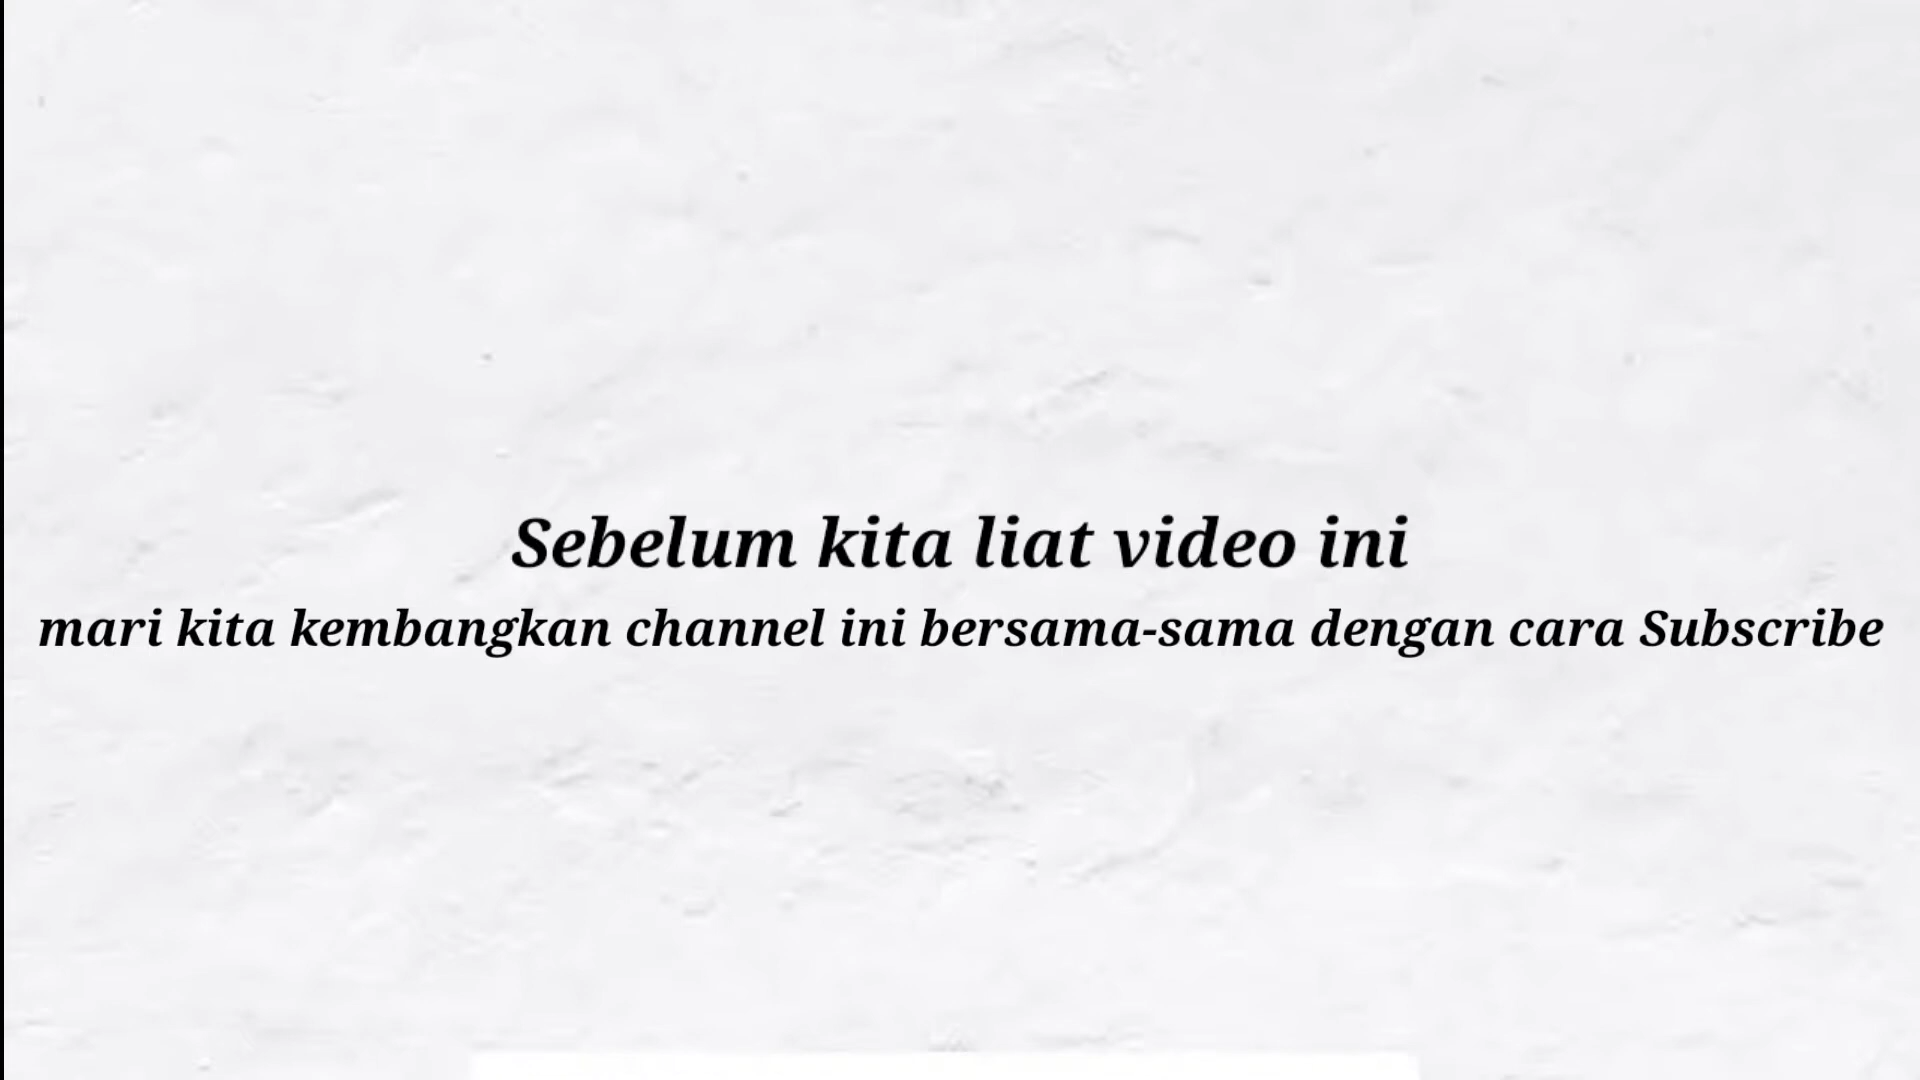 Sebelum kita liat video ini
mari kita kembangkan channel ini bersama-sama dengan cara Subscribe